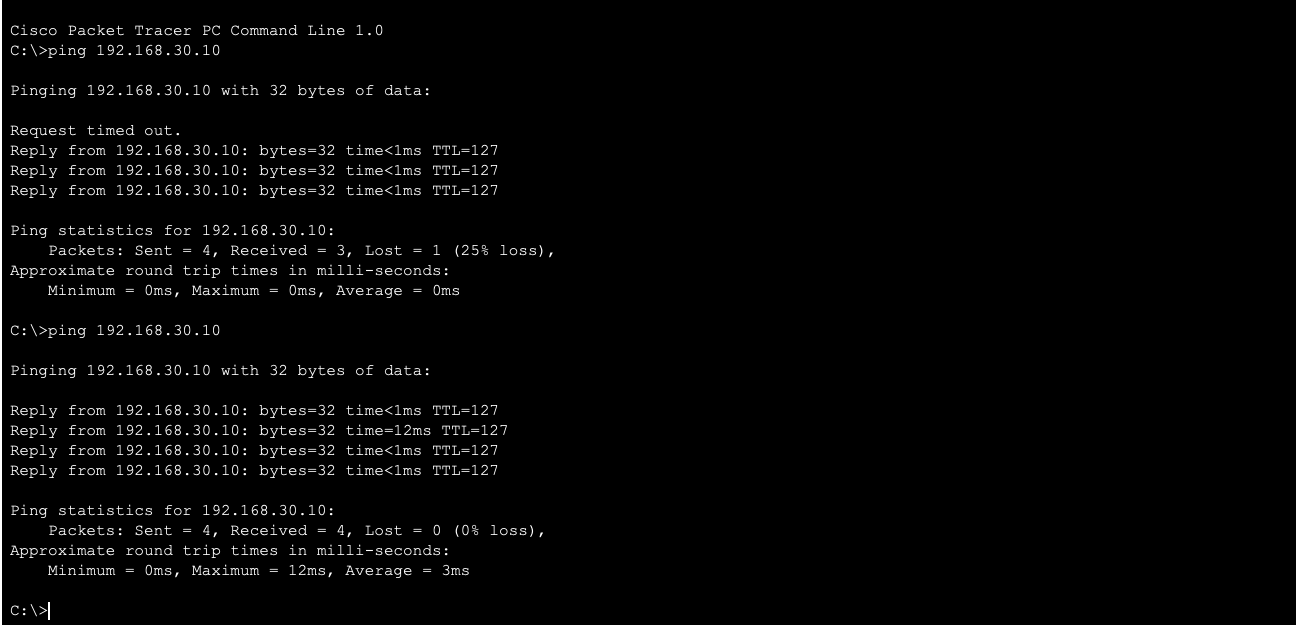 Cisco Packet Tracer PC Command Line 1.0
C:\>ping 192.168.30.10
Pinging 192.168.30.10 with 32 bytes of data:
Request timed out.
Reply from 192.168.30.10: bytes=32 time<1ms TTL=127
Reply from 192.168.30.10: bytes=32 time<1ms TTL=127
Reply from 192.168.30.10: bytes=32 time<1ms TTL=127
Ping statistics for 192.168.30.10:
    Packets: Sent = 4, Received = 3, Lost = 1 (25% loss),
Approximate round trip times in milli-seconds:
    Minimum = 0ms, Maximum = 0ms, Average = 0ms
C:\>ping 192.168.30.10
Pinging 192.168.30.10 with 32 bytes of data:
Reply from 192.168.30.10: bytes=32 time<1ms TTL=127
Reply from 192.168.30.10: bytes=32 time=12ms TTL=127
Reply from 192.168.30.10: bytes=32 time<1ms TTL=127
Reply from 192.168.30.10: bytes=32 time<1ms TTL=127
Ping statistics for 192.168.30.10:
    Packets: Sent = 4, Received = 4, Lost = 0 (0% loss),
Approximate round trip times in milli-seconds:
    Minimum = 0ms, Maximum = 12ms, Average = 3ms
C:\>